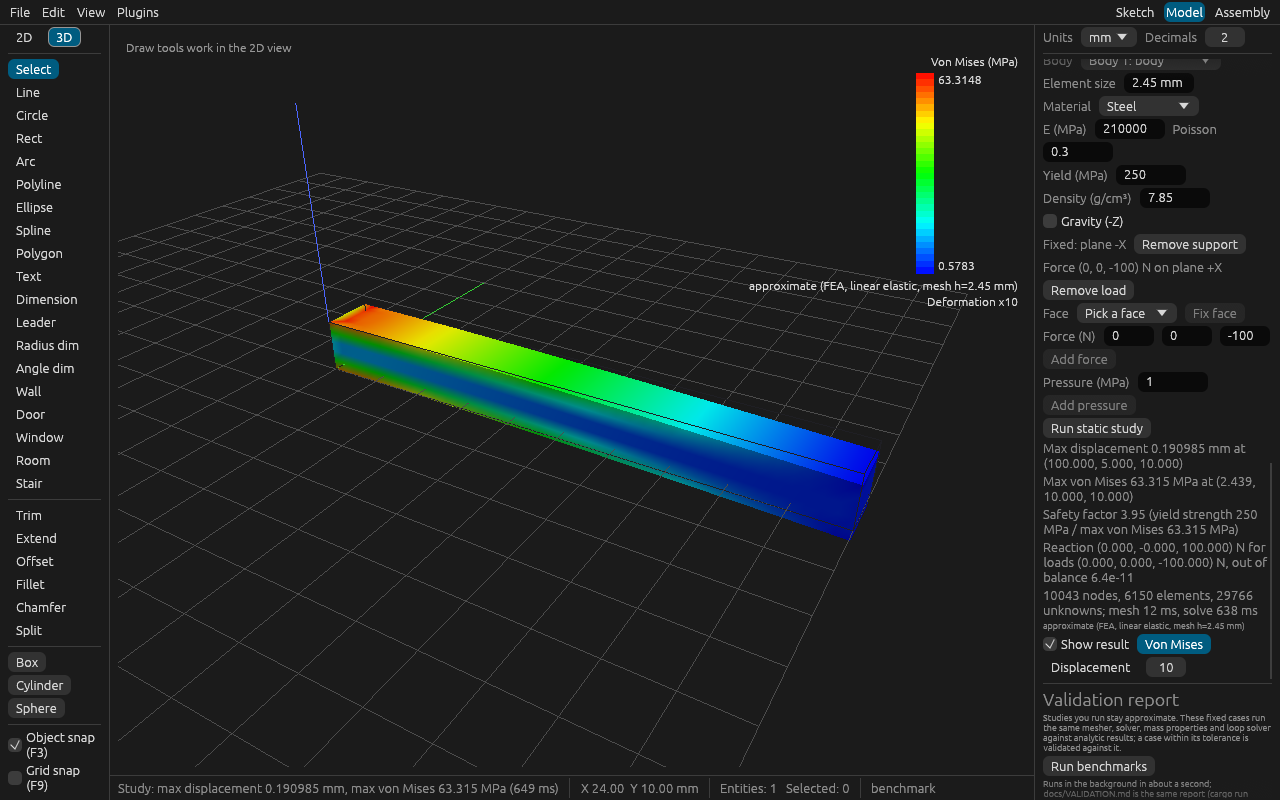 File Edit View Plugins
Sketch Model Assembly
2D 3D
Select
Line
Circle
Rect
Arc
Polyline
Ellipse
Spline
Polygon
Text
Dimension
Leader
Radius dim
Angle dim
Wall
Door
Window
Room
Stair
Trim
Extend
Offset
Fillet
Chamfer
Split
Box
Cylinder
Sphere
Object snap
(F3)
Grid snap
(F9)
Draw tools work in the 2D view
Von Mises (MPa)
63.3148
0.5783
approximate (FEA, linear elastic, mesh h=2.45 mm)
Deformation x10
Units mm Decimals 2
Body Body 1: body
Element size 2.45 mm
Material Steel
E (MPa) 210000 Poisson
0.3
Yield (MPa) 250
Density (g/cm³) 7.85
Gravity (-Z)
Fixed: plane -X Remove support
Force (0, 0, -100) N on plane +X
Remove load
Face Pick a face Fix face
Force (N) 0 0 -100
Add force
Pressure (MPa) 1
Add pressure
Run static study
Max displacement 0.190985 mm at
(100.000, 5.000, 10.000)
Max von Mises 63.315 MPa at (2.439,
10.000, 10.000)
Safety factor 3.95 (yield strength 250
MPa / max von Mises 63.315 MPa)
Reaction (0.000, -0.000, 100.000) N for
loads (0.000, 0.000, -100.000) N, out of
balance 6.4e-11
10043 nodes, 6150 elements, 29766
unknowns; mesh 12 ms, solve 638 ms
approximate (FEA, linear elastic, mesh h=2.45 mm)
Show result Von Mises
Displacement 10
Validation report
Studies you run stay approximate. These fixed cases run
the same mesher, solver, mass properties and loop solver
against analytic results; a case within its tolerance is
validated against it.
Run benchmarks
Runs in the background in about a second;
docs/VALIDATION.md is the same report (cargo run
Study: max displacement 0.190985 mm, max von Mises 63.315 MPa (649 ms) X 24.00 Y 10.00 mm Entities: 1 Selected: 0 benchmark